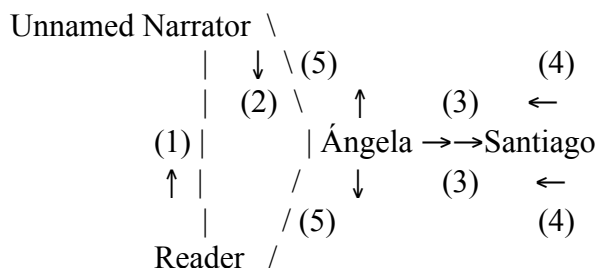 Unnamed Narrator \
| ↓ \ (5) (4)
| (2) \ ↑ (3) ←
(1) | | Ángela →→Santiago
↑ | / ↓ (3) ←
| / (5) (4)
Reader /